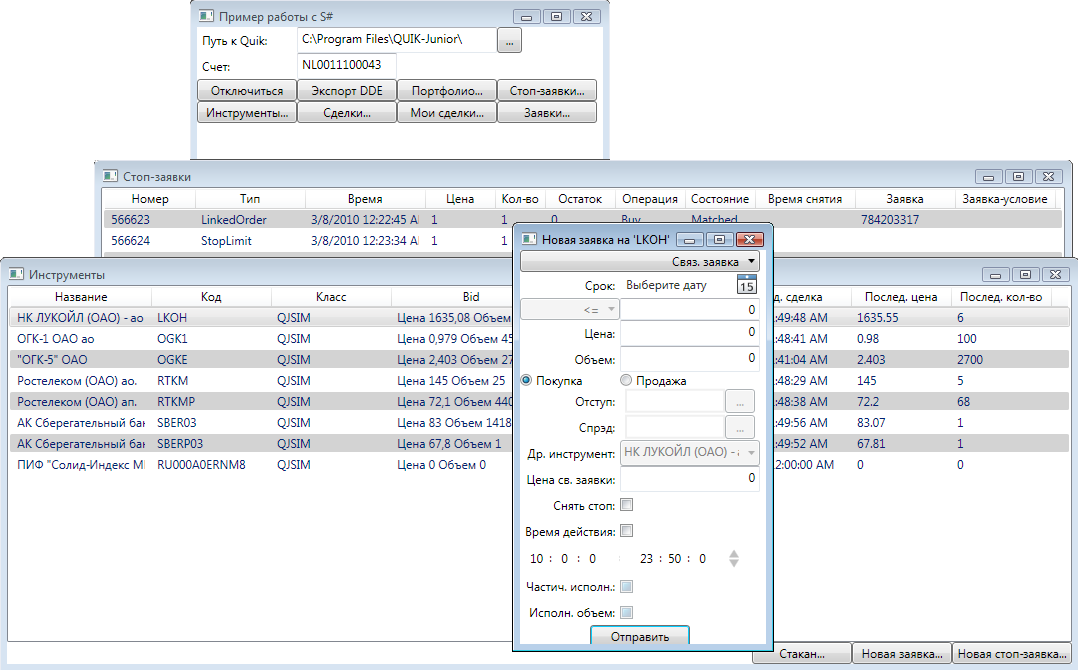 Пример работы с S#
Путь к Quik: C:\Program Files\QUIK-Junior\ ...
Счет: NL0011100043
Отключиться Экспорт DDE Портфолио... Стоп-заявки...
Инструменты... Сделки... Мои сделки... Заявки...
Стоп-заявки
Номер Тип Время Цена Кол-во Остаток Операция Состояние Время снятия Заявка Заявка-условие
566623 LinkedOrder 3/8/2010 12:22:45 1 1 0 Buy Matched 784203317
566624 StopLimit 3/8/2010 12:23:34 1 1
Инструменты
Название Код Класс Bid сделка Послед. цена Послед. кол-во
НК ЛУКОЙЛ (ОАО) - ао LKOH QJSIM Цена 1635,08 Объем :49:48 AM 1635.55 6
ОГК-1 ОАО ао OGK1 QJSIM Цена 0,979 Объем 45 :48:41 AM 0.98 100
"ОГК-5" ОАО OGKE QJSIM Цена 2,403 Объем 27 :41:04 AM 2.403 2700
Ростелеком (ОАО) ао. RTKM QJSIM Цена 145 Объем 25 :48:29 AM 145 5
Ростелеком (ОАО) ап. RTKMP QJSIM Цена 72,1 Объем 440 :48:38 AM 72.2 68
АК Сберегательный бан SBER03 QJSIM Цена 83 Объем 1418 :49:56 AM 83.07 1
АК Сберегательный бан SBERP03 QJSIM Цена 67,8 Объем 1 :49:52 AM 67.81 1
ПИФ "Солид-Индекс М RU000A0ERNM8 QJSIM Цена 0 Объем 0 2:00:00 AM 0 0
Новая заявка на 'LKOH'
Связ. заявка
Срок: Выберите дату 15
<= 0
Цена: 0
Объем: 0
Покупка Продажа
Отступ: ...
Спрэд: ...
Др. инструмент: НК ЛУКОЙЛ (ОАО) -
Цена св. заявки: 0
Снять стоп:
Время действия:
10 : 0 : 0 23 : 50 : 0
Частич. исполн.:
Исполн. объем:
Отправить
Стакан... Новая заявка... Новая стоп-заявка...